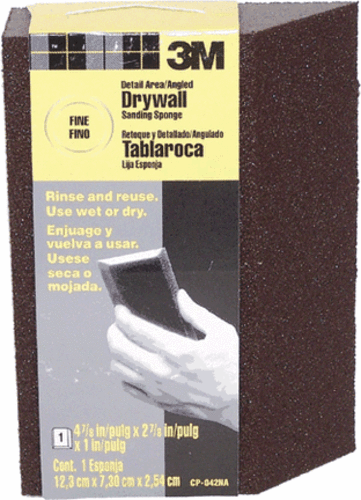 3M
Detail Area/Angled
Drywall
Sanding Sponge
FINE
FINO
Retoque y Detallado/Angulado
Tablaroca
Lija Esponja
Rinse and reuse.
Use wet or dry.
Enjuage y
vuelva a usar.
Usese
seca o
mojada.
1
4 7/8 in/pulg x 2 7/8 in/pulg
x 1 in/pulg
Cont. 1 Esponja
12,3 cm x 7,30 cm x 2,54 cm
CP-042NA